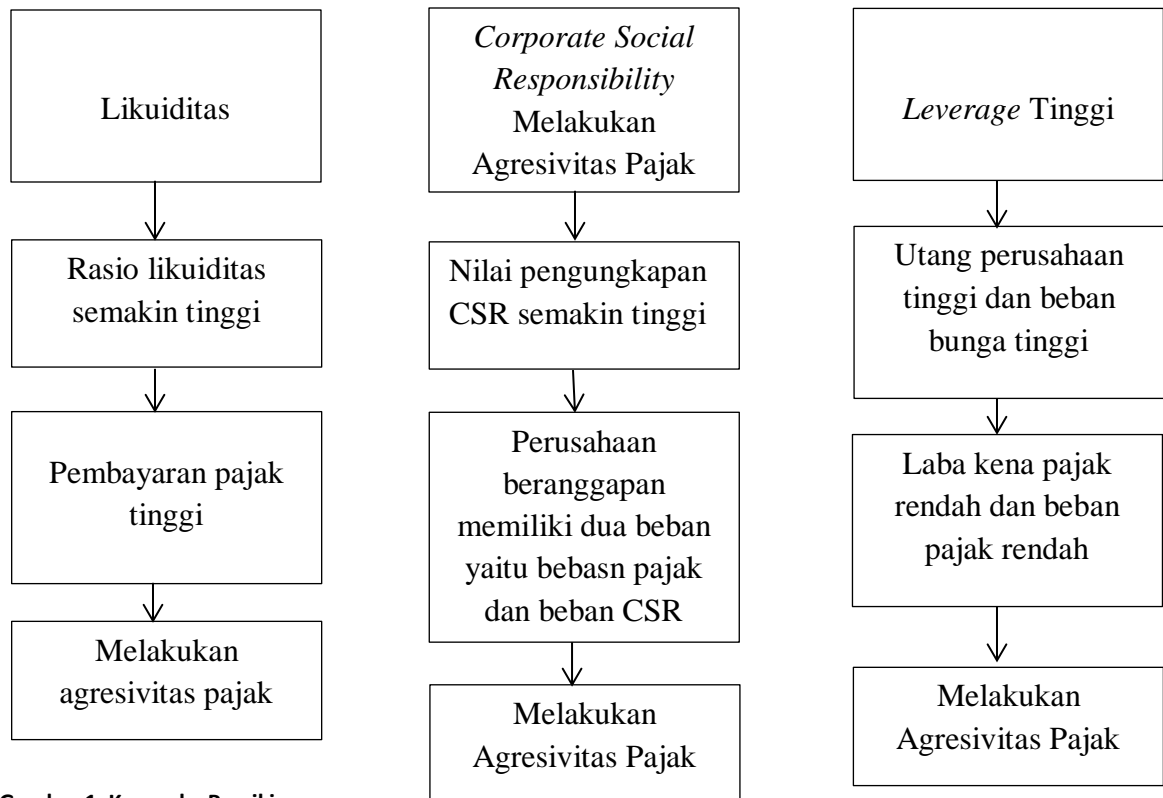 Likuiditas
Rasio likuiditas
semakin tinggi
Pembayaran pajak
tinggi
Melakukan
agresivitas pajak
Corporate Social
Responsibility
Melakukan
Agresivitas Pajak
Nilai pengungkapan
CSR semakin tinggi
Perusahaan
beranggapan
memiliki dua beban
yaitu bebasn pajak
dan beban CSR
Melakukan
Agresivitas Pajak
Leverage Tinggi
Utang perusahaan
tinggi dan beban
bunga tinggi
Laba kena pajak
rendah dan beban
pajak rendah
Melakukan
Agresivitas Pajak